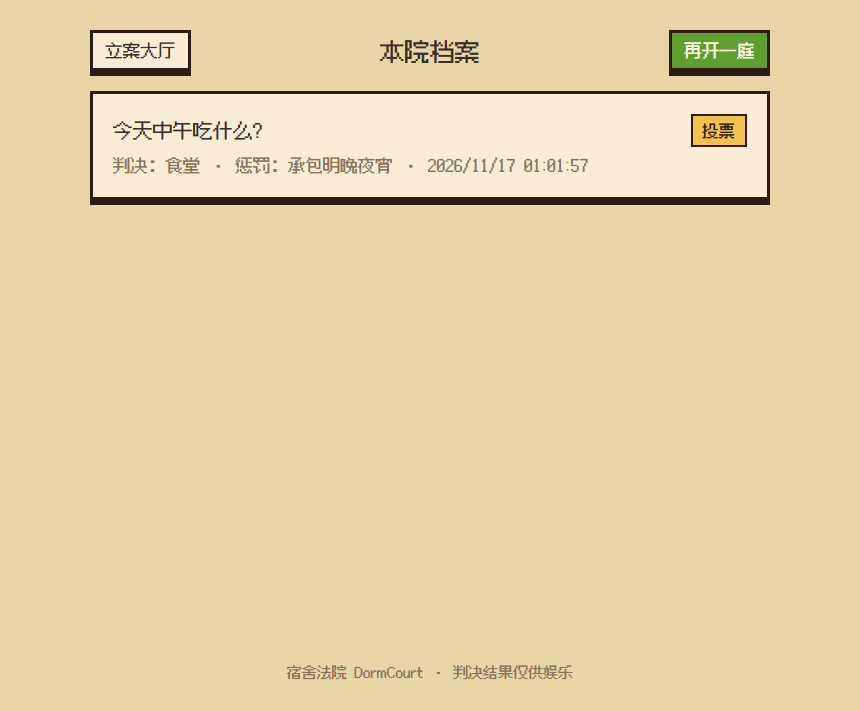 立案大厅
本院档案
再开一庭
今天中午吃什么?
投票
判决: 食堂 · 惩罚: 承包明晚夜宵 · 2026/11/17 01:01:57
宿舍法院 DormCourt · 判决结果仅供娱乐